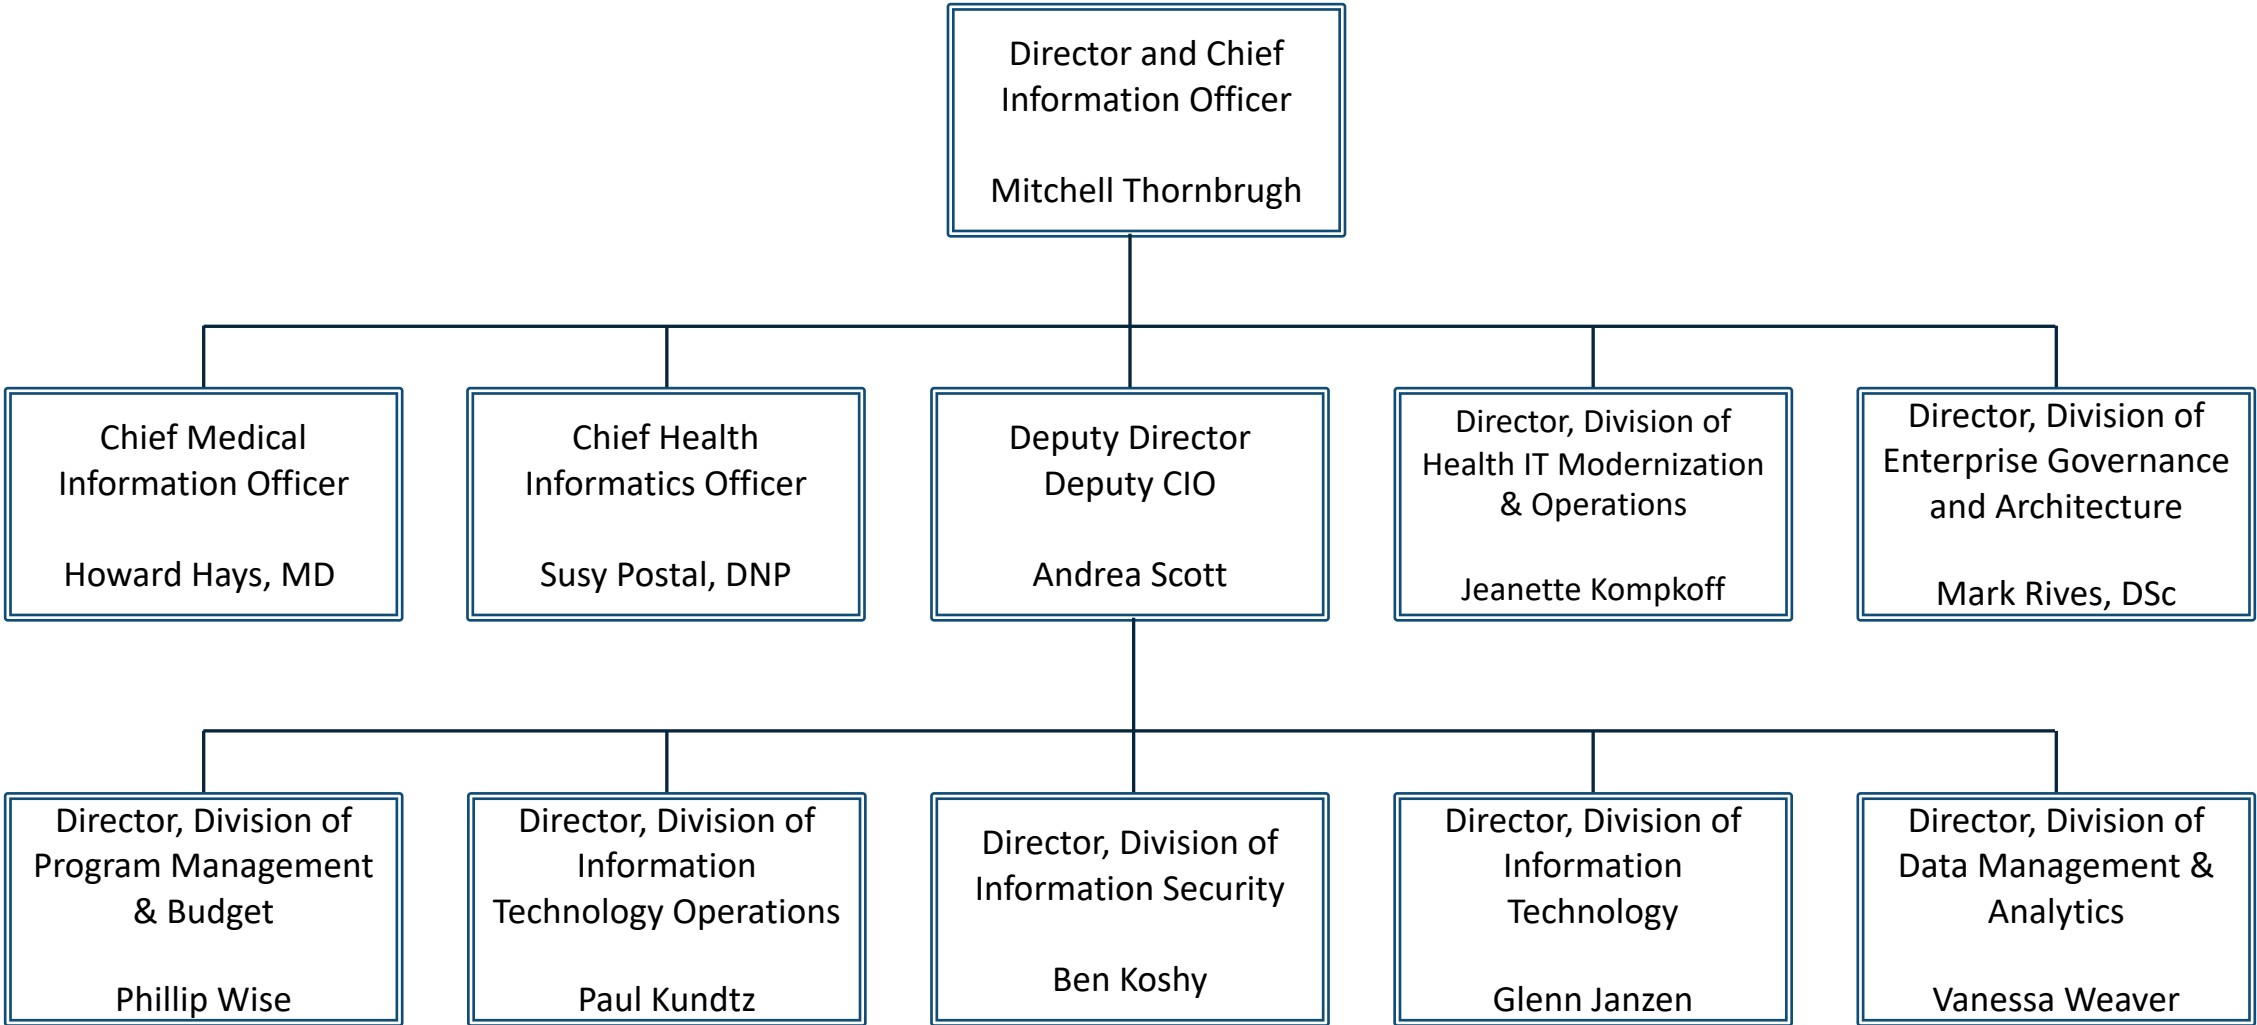 Director and Chief
Information Officer
Mitchell Thornbrugh
Chief Medical
Information Officer
Howard Hays, MD
Chief Health
Informatics Officer
Susy Postal, DNP
Deputy Director
Deputy CIO
Andrea Scott
Director, Division of
Health IT Modernization
& Operations
Jeanette Kompkoff
Director, Division of
Enterprise Governance
and Architecture
Mark Rives, DSc
Director, Division of
Program Management
& Budget
Phillip Wise
Director, Division of
Information
Technology Operations
Paul Kundtz
Director, Division of
Information Security
Ben Koshy
Director, Division of
Information
Technology
Glenn Janzen
Director, Division of
Data Management &
Analytics
Vanessa Weaver